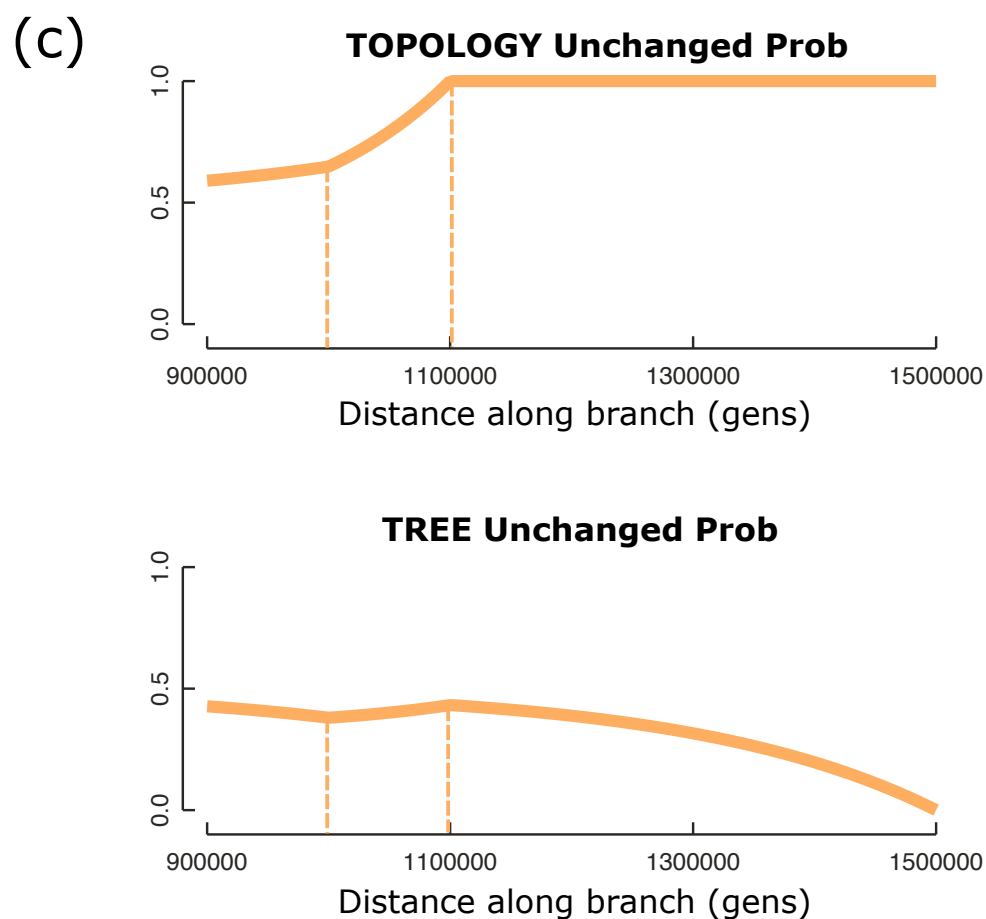 (c)
TOPOLOGY Unchanged Prob
1.0
0.5
0.0
900000 1100000 1300000 1500000
Distance along branch (gens)
TREE Unchanged Prob
1.0
0.5
0.0
900000 1100000 1300000 1500000
Distance along branch (gens)